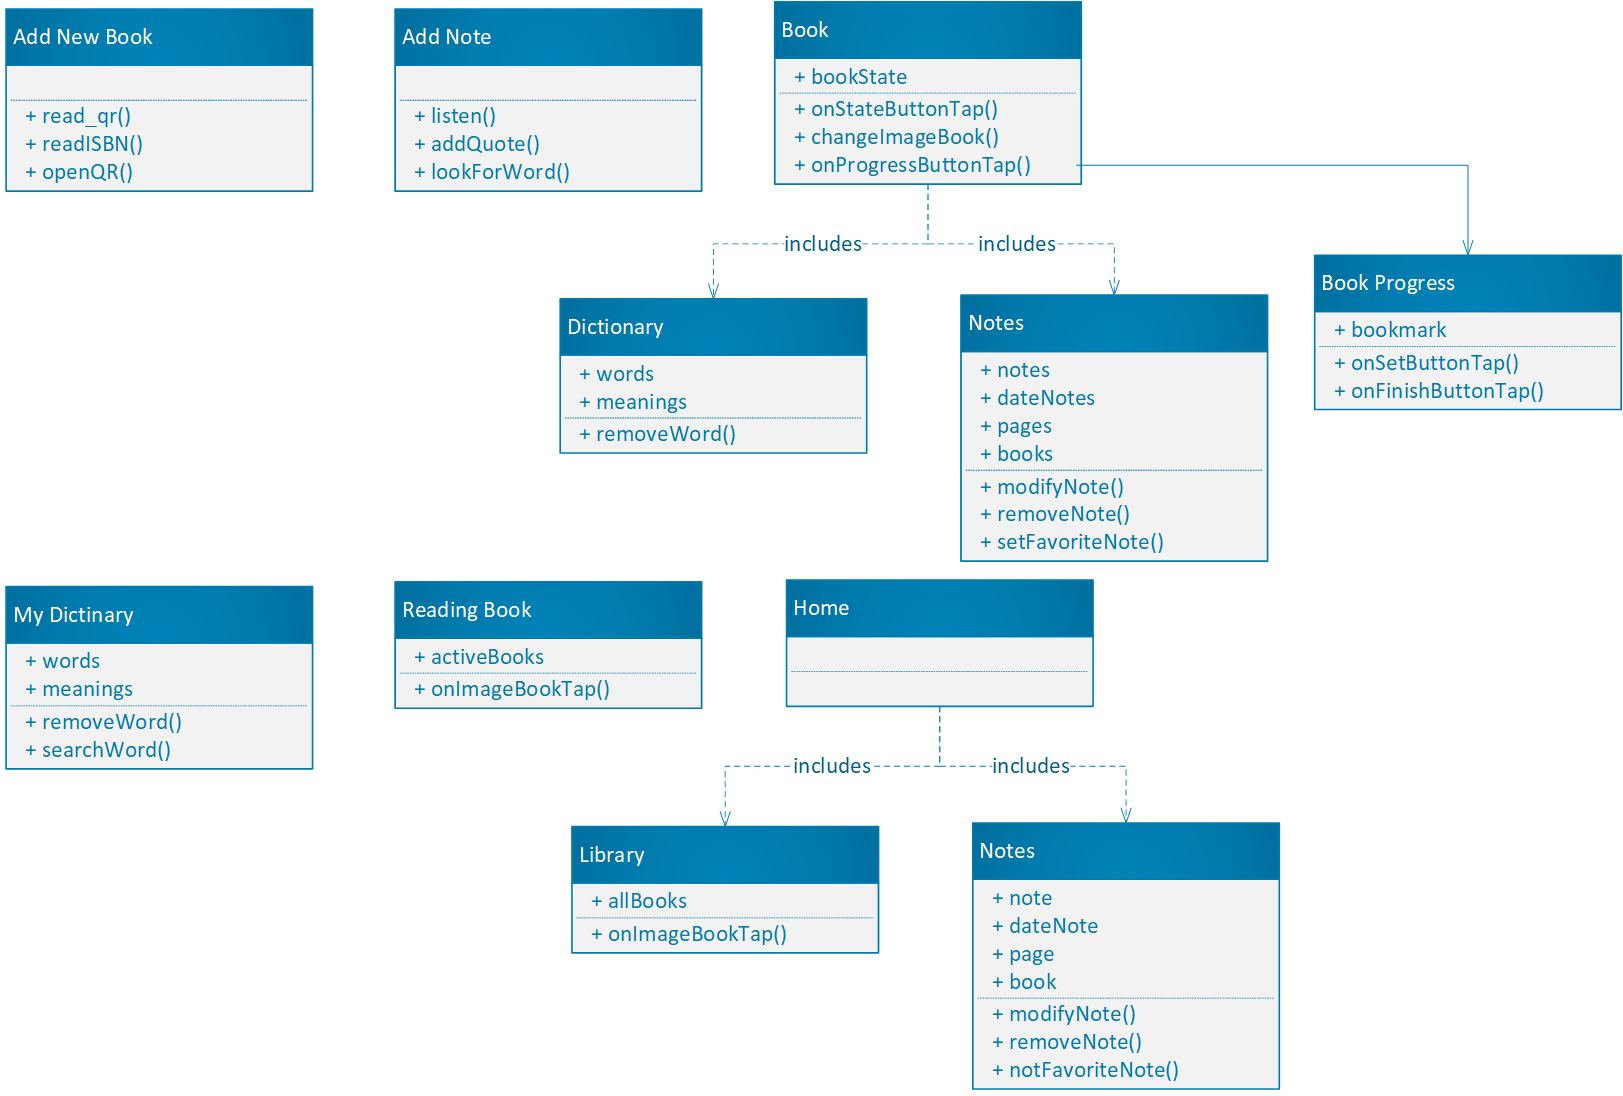 Add New Book
+ read_qr()
+ readISBN()
+ openQR()
Add Note
+ listen()
+ addQuote()
+ lookForWord()
Book
+ bookState
+ onStateButtonTap()
+ changeImageBook()
+ onProgressButtonTap()
includes
includes
Dictionary
+ words
+ meanings
+ removeWord()
Notes
+ notes
+ dateNotes
+ pages
+ books
+ modifyNote()
+ removeNote()
+ setFavoriteNote()
Book Progress
+ bookmark
+ onSetButtonTap()
+ onFinishButtonTap()
My Dictinary
+ words
+ meanings
+ removeWord()
+ searchWord()
Reading Book
+ activeBooks
+ onImageBookTap()
Home
includes
includes
Library
+ allBooks
+ onImageBookTap()
Notes
+ note
+ dateNote
+ page
+ book
+ modifyNote()
+ removeNote()
+ notFavoriteNote()